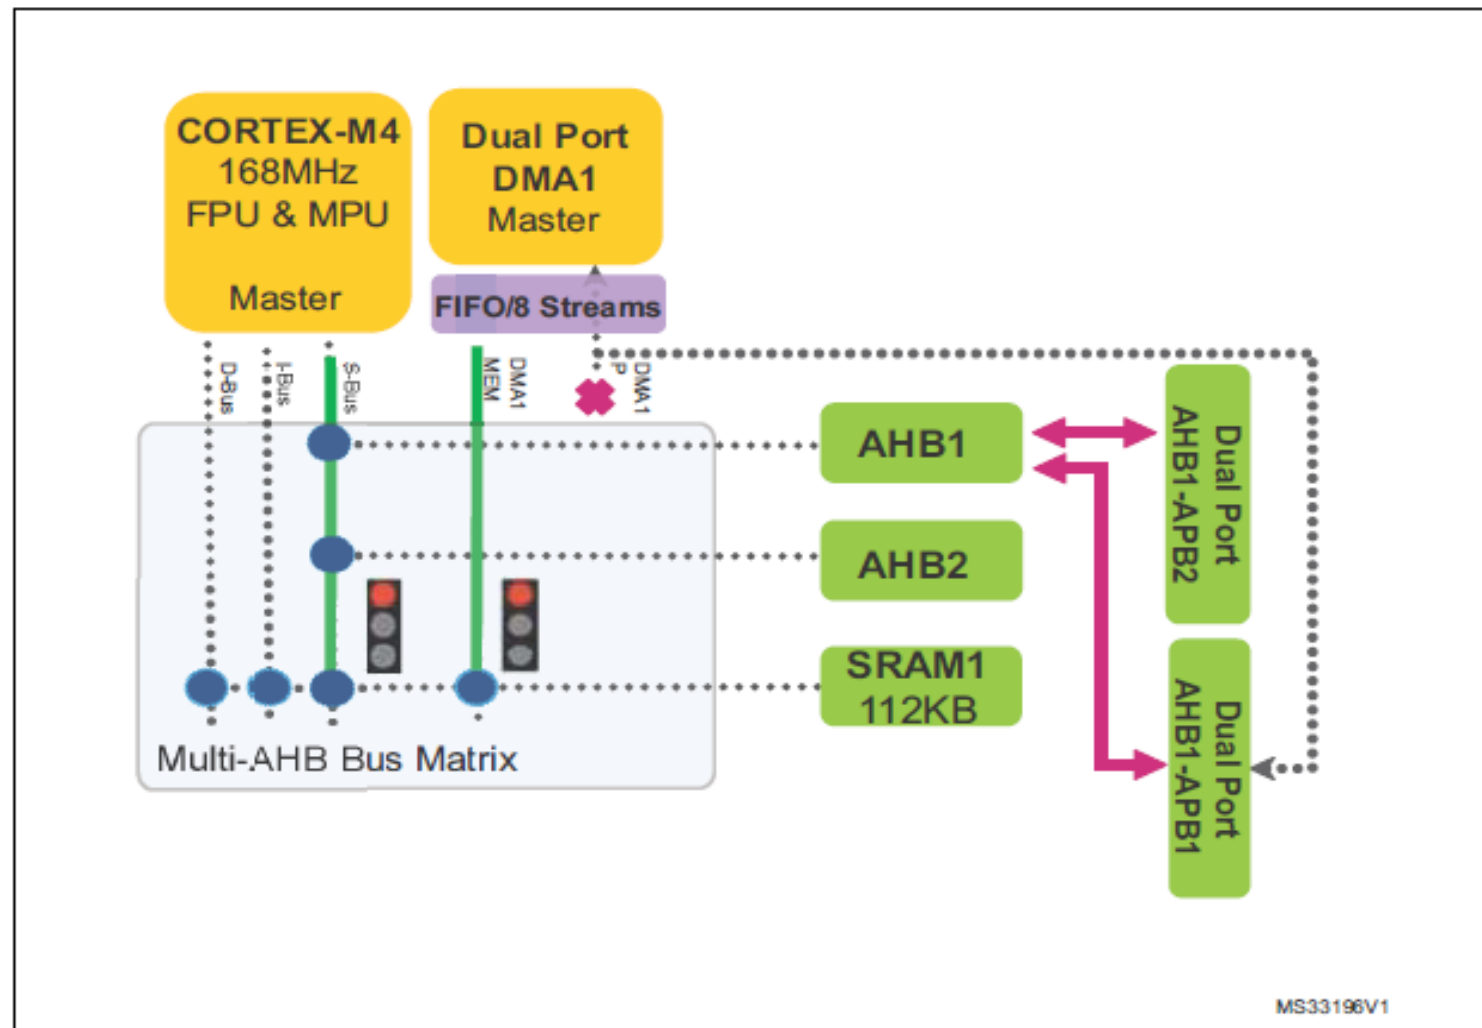 CORTEX-M4
168MHz
FPU & MPU
Master
Dual Port
DMA1
Master
FIFO/8 Streams
D-Bus
I-Bus
S-Bus
DMA1
MEM
DMA1
P
AHB1
AHB2
SRAM1
112KB
Dual Port
AHB1-APB2
Dual Port
AHB1-APB1
Multi-AHB Bus Matrix
MS33196V1